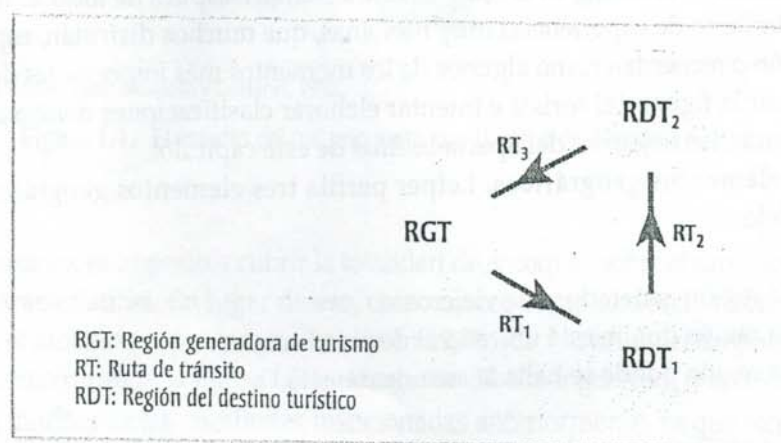 RDT₂
RT₃
RGT
RT₂
RT₁
RDT₁
RGT: Región generadora de turismo
RT: Ruta de tránsito
RDT: Región del destino turístico